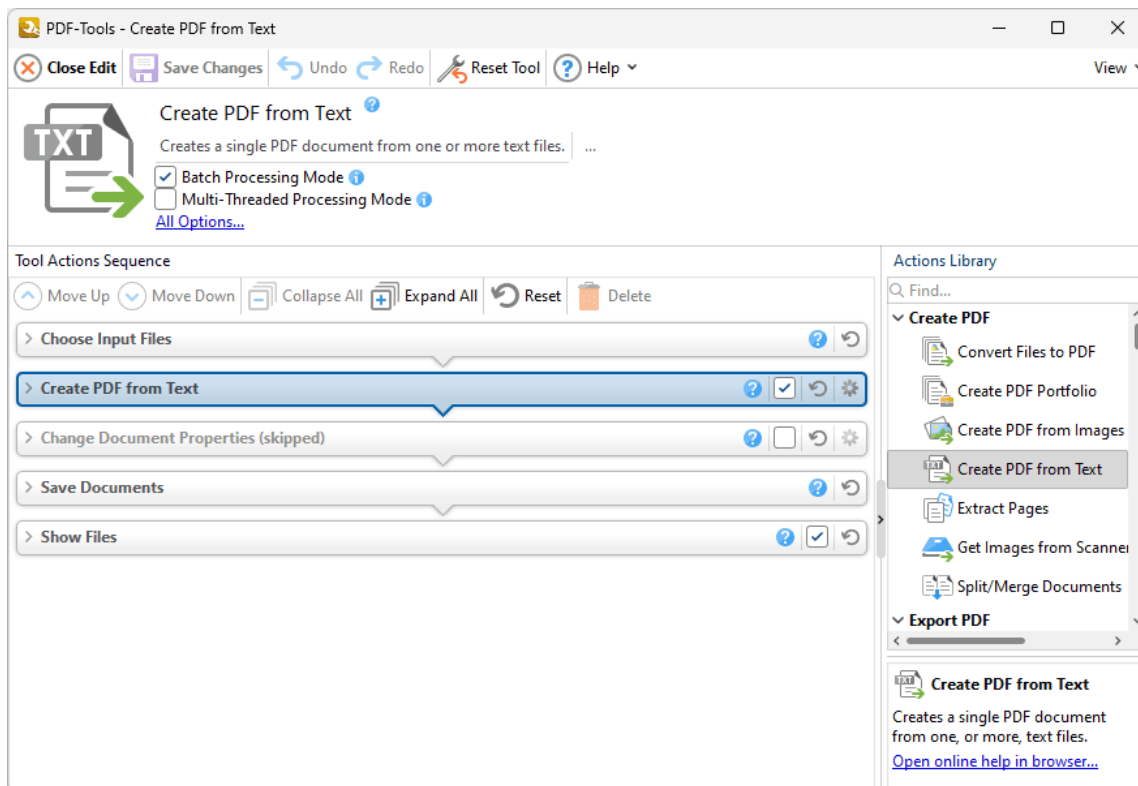 PDF-Tools - Create PDF from Text
Close Edit Save Changes Undo Redo Reset Tool ? Help View
Create PDF from Text ?
TXT
Creates a single PDF document from one or more text files. ...
Batch Processing Mode i
Multi-Threaded Processing Mode i
All Options...
Tool Actions Sequence
Move Up Move Down Collapse All Expand All Reset Delete
Choose Input Files ?
Create PDF from Text ?
Change Document Properties (skipped) ?
Save Documents ?
Show Files ?
Actions Library
Find...
Create PDF
Convert Files to PDF
Create PDF Portfolio
Create PDF from Images
TXT Create PDF from Text
Extract Pages
Get Images from Scanner
Split/Merge Documents
Export PDF
TXT Create PDF from Text
Creates a single PDF document
from one, or more, text files.
Open online help in browser...